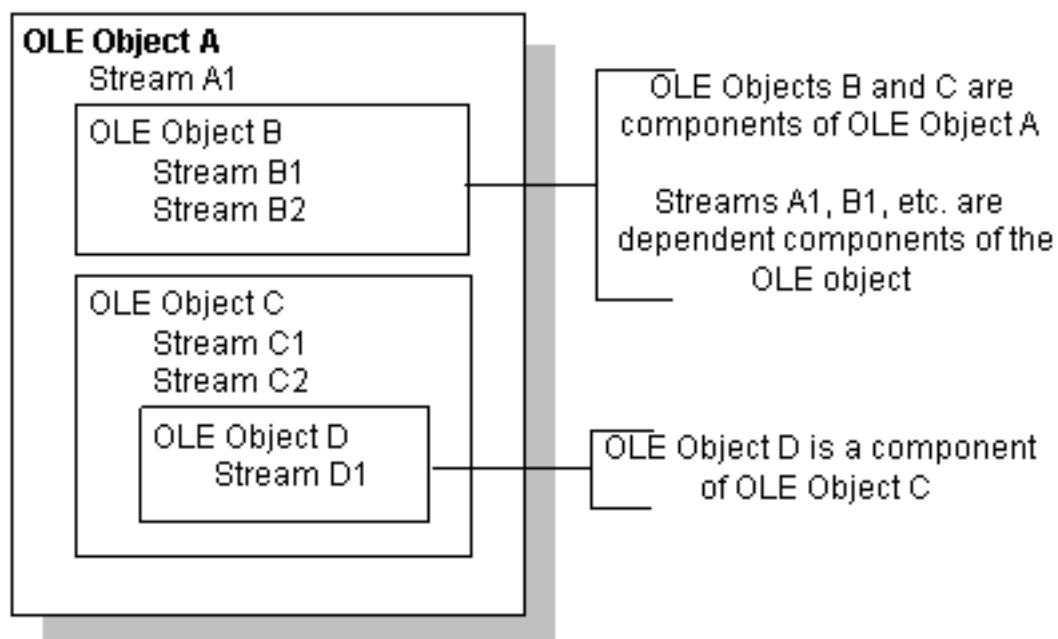 OLE Object A
Stream A1
OLE Object B
Stream B1
Stream B2
OLE Object C
Stream C1
Stream C2
OLE Object D
Stream D1
OLE Objects B and C are
components of OLE Object A
Streams A1, B1, etc. are
dependent components of the
OLE object
OLE Object D is a component
of OLE Object C